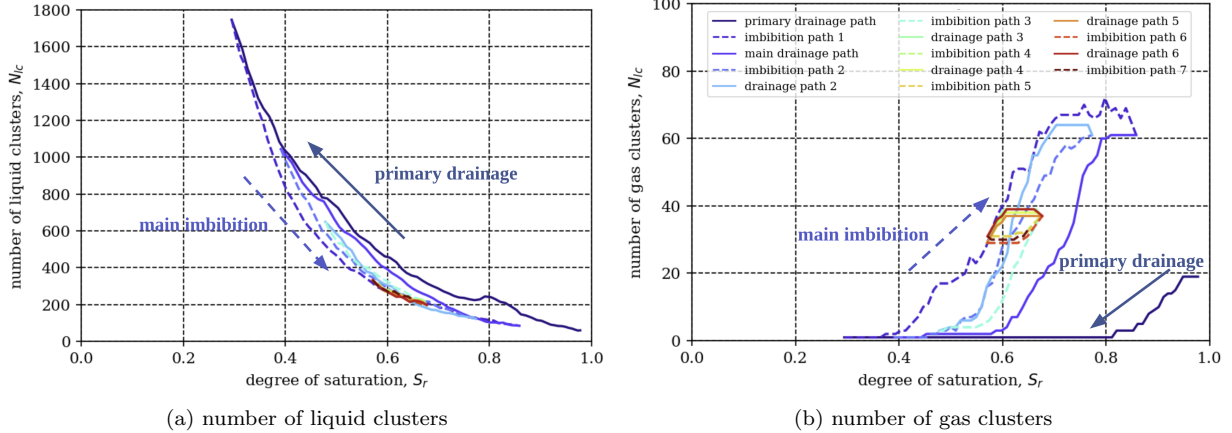 number of liquid clusters, N_lc
1800
1600
1400
1200
1000
800
600
400
200
0
primary drainage
main imbibition
0.0 0.2 0.4 0.6 0.8 1.0
degree of saturation, S_r
(a) number of liquid clusters
number of gas clusters, N_gc
100
80
60
40
20
0
primary drainage path
imbibition path 1
main drainage path
imbibition path 2
drainage path 2
imbibition path 3
drainage path 3
imbibition path 4
drainage path 4
imbibition path 5
drainage path 5
imbibition path 6
drainage path 6
imbibition path 7
main imbibition
primary drainage
0.0 0.2 0.4 0.6 0.8 1.0
degree of saturation, S_r
(b) number of gas clusters